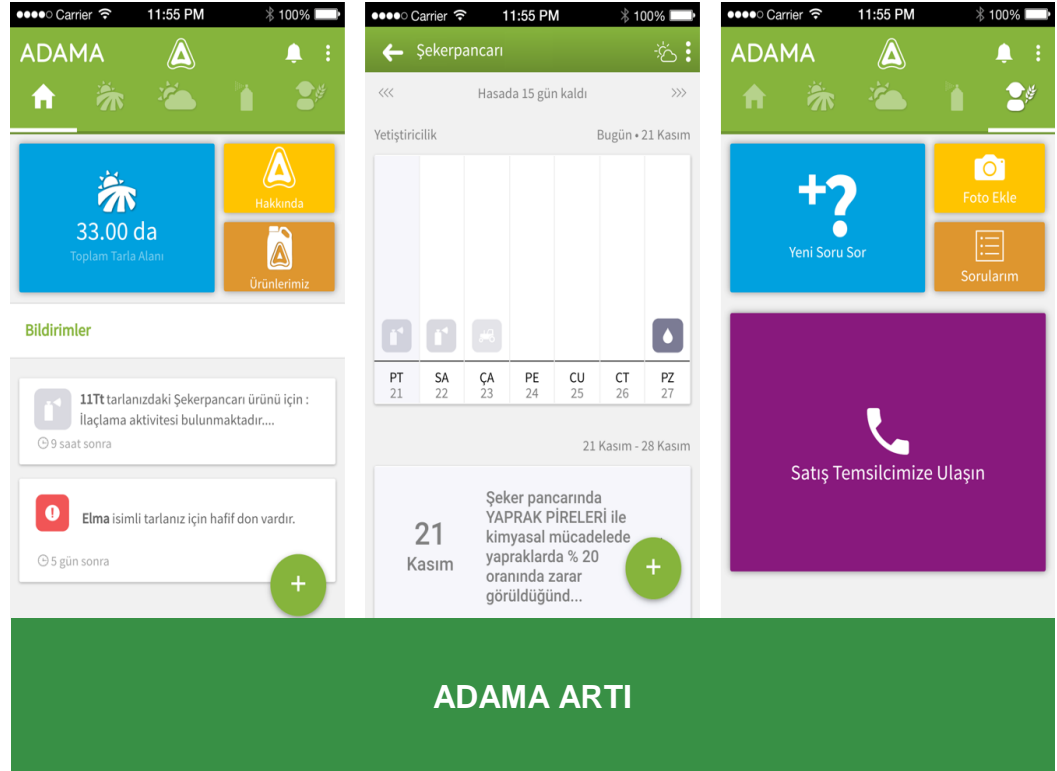 Carrier 11:55 PM 100%
ADAMA
33.00 da
Toplam Tarla Alanı
Hakkında
Ürünlerimiz
Bildirimler
11Tt tarlanızdaki Şekerpancarı ürünü için :
İlaçlama aktivitesi bulunmaktadır....
9 saat sonra
Elma isimli tarlanız için hafif don vardır.
5 gün sonra
+
Carrier 11:55 PM 100%
Şekerpancarı
<<< Hasada 15 gün kaldı >>>
Yetiştiricilik Bugün • 21 Kasım
PT SA ÇA PE CU CT PZ
21 22 23 24 25 26 27
21 Kasım - 28 Kasım
21
Kasım
Şeker pancarında
YAPRAK PİRELERİ ile
kimyasal mücadelede
yapraklarda % 20
oranında zarar
görüldüğünd...
+
Carrier 11:55 PM 100%
ADAMA
+?
Yeni Soru Sor
Foto Ekle
Sorularım
Satış Temsilcimize Ulaşın
ADAMA ARTI